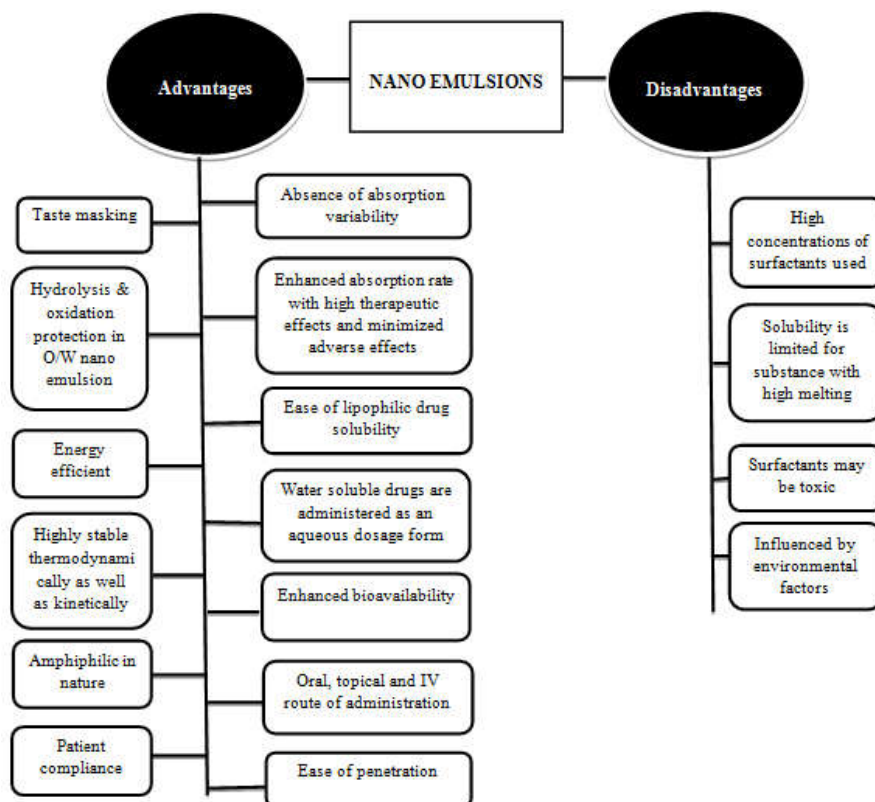 Advantages
NANO EMULSIONS
Disadvantages
Taste masking
Hydrolysis &
oxidation
protection in
O/W nano
emulsion
Energy
efficient
Highly stable
thermodynami
cally as well
as kinetically
Amphiphilic in
nature
Patient
compliance
Absence of absorption
variability
Enhanced absorption rate
with high therapeutic
effects and minimized
adverse effects
Ease of lipophilic drug
solubility
Water soluble drugs are
administered as an
aqueous dosage form
Enhanced bioavailability
Oral, topical and IV
route of administration
Ease of penetration
High
concentrations of
surfactants used
Solubility is
limited for
substance with
high melting
Surfactants may
be toxic
Influenced by
environmental
factors